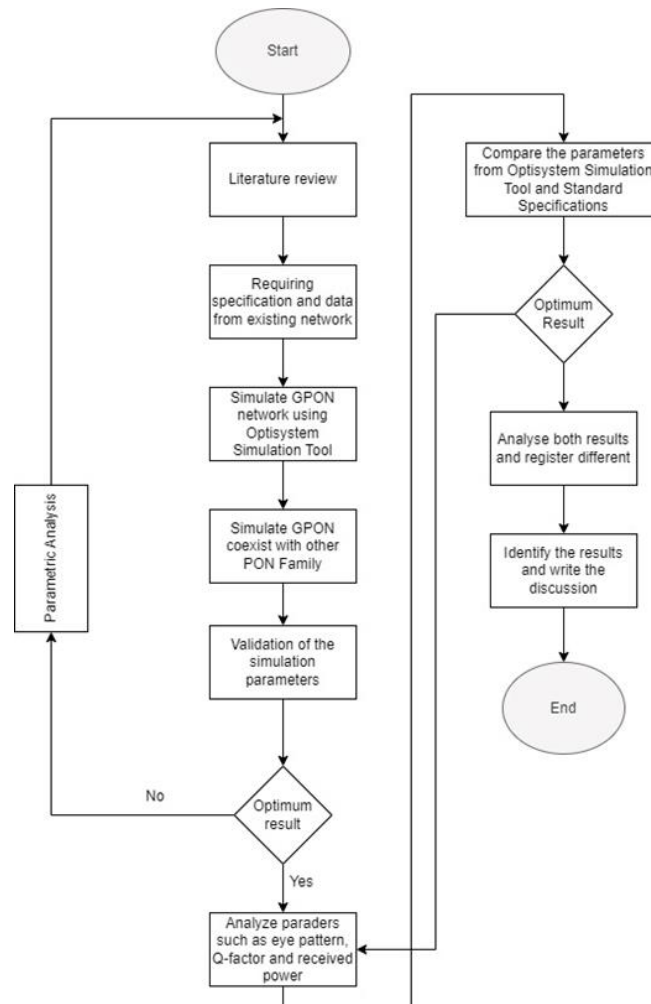 Start
Literature review
Requiring
specification and data
from existing network
Simulate GPON
network using
Optisystem
Simulation Tool
Simulate GPON
coexist with other
PON Family
Validation of the
simulation
parameters
Parametric Analysis
No
Optimum
result
Yes
Analyze paraders
such as eye pattern,
Q-factor and received
power
Compare the parameters
from Optisystem Simulation
Tool and Standard
Specifications
Optimum
Result
Analyse both results
and register different
Identify the results
and write the
discussion
End